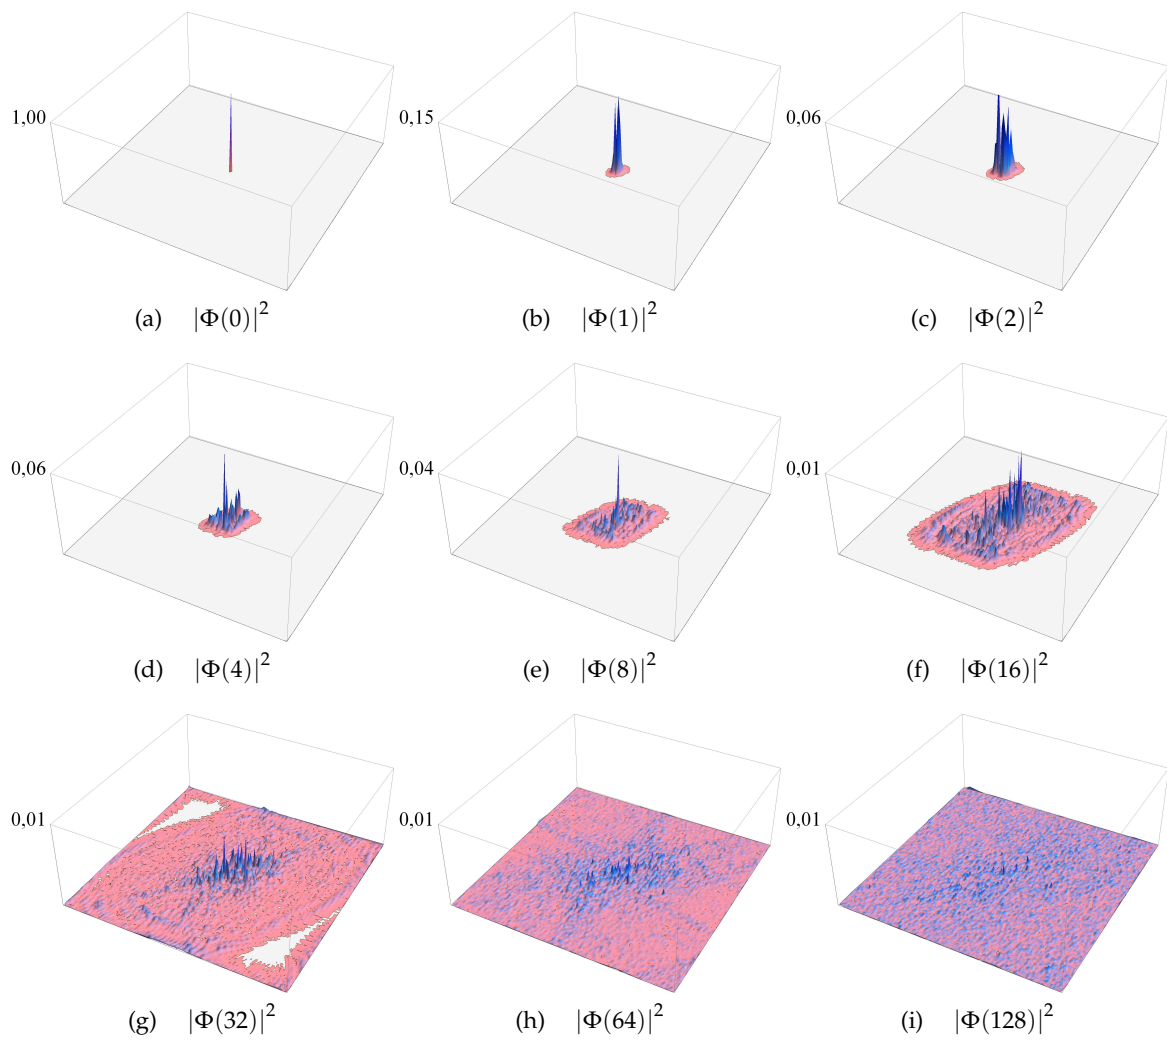 1,00
0,15
0,06
(a) |Φ(0)|²
(b) |Φ(1)|²
(c) |Φ(2)|²
0,06
0,04
0,01
(d) |Φ(4)|²
(e) |Φ(8)|²
(f) |Φ(16)|²
0,01
0,01
0,01
(g) |Φ(32)|²
(h) |Φ(64)|²
(i) |Φ(128)|²